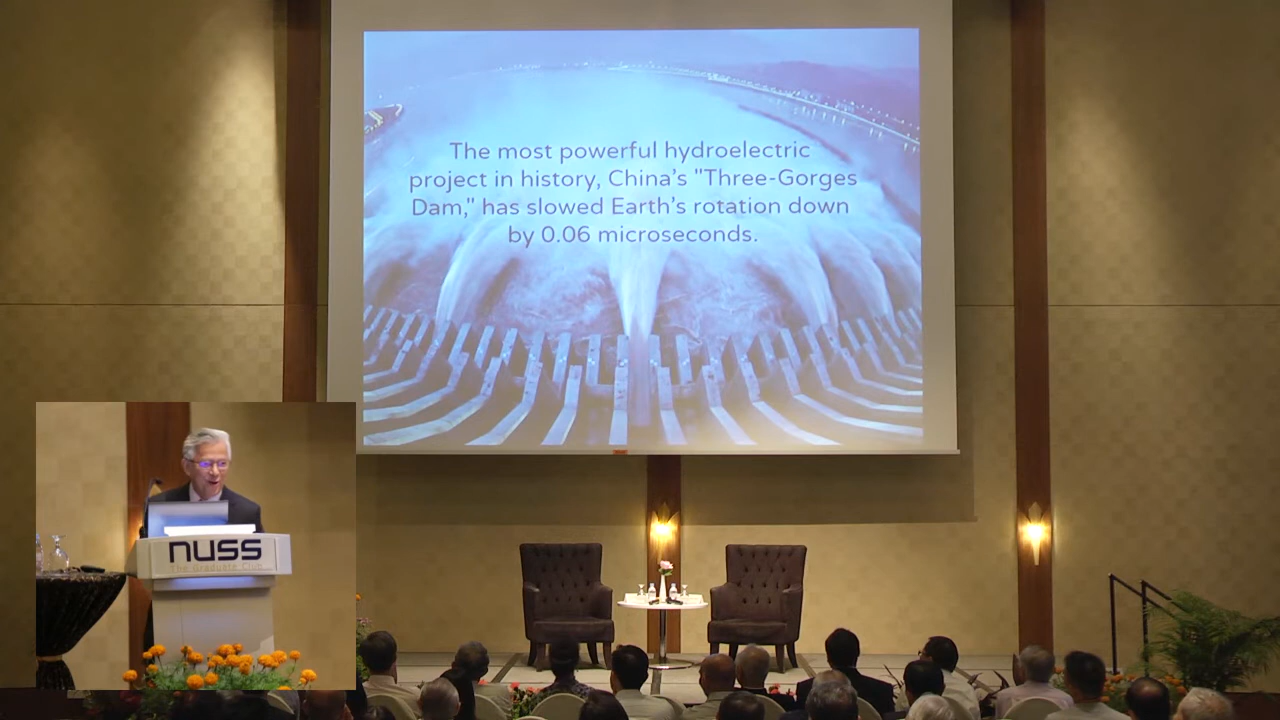 The most powerful hydroelectric
project in history, China's "Three-Gorges
Dam," has slowed Earth's rotation down
by 0.06 microseconds.
nuss
The Graduate Club